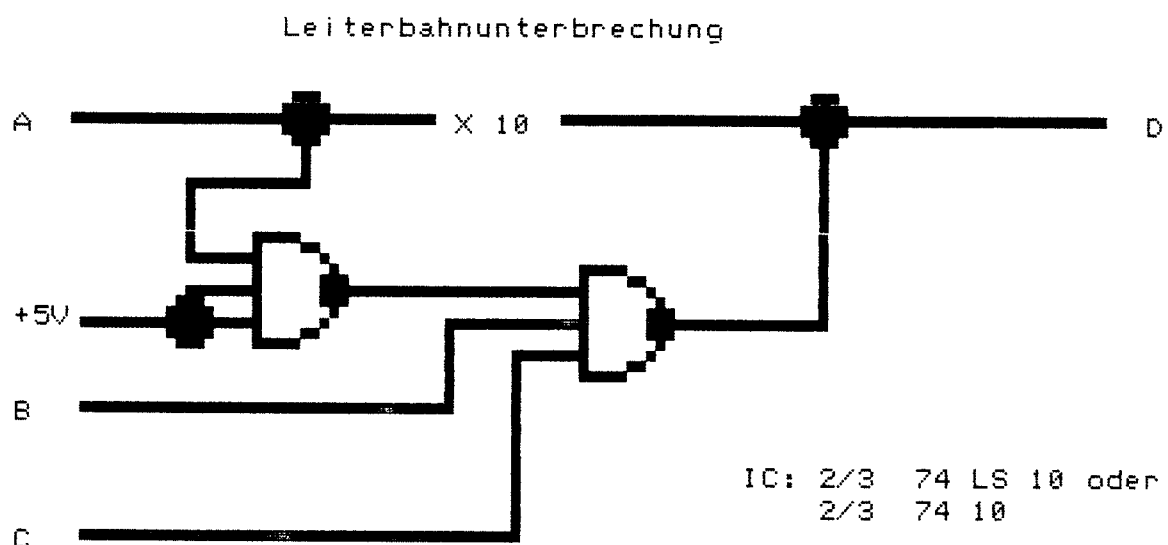 Leiterbahnunterbrechung
A X 10 D
+5V
B
IC: 2/3 74 LS 10 oder
2/3 74 10
C